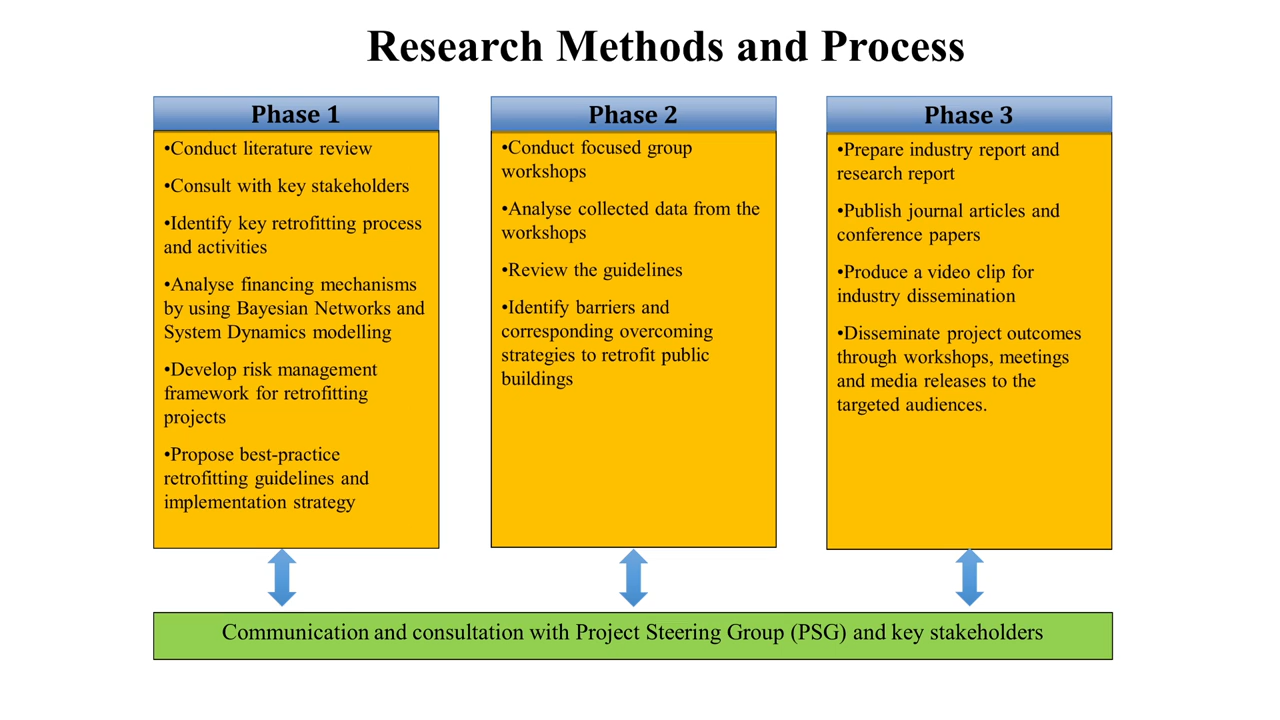 Research Methods and Process
Phase 1
•Conduct literature review
•Consult with key stakeholders
•Identify key retrofitting process
and activities
•Analyse financing mechanisms
by using Bayesian Networks and
System Dynamics modelling
•Develop risk management
framework for retrofitting
projects
•Propose best-practice
retrofitting guidelines and
implementation strategy
Phase 2
•Conduct focused group
workshops
•Analyse collected data from the
workshops
•Review the guidelines
•Identify barriers and
corresponding overcoming
strategies to retrofit public
buildings
Phase 3
•Prepare industry report and
research report
•Publish journal articles and
conference papers
•Produce a video clip for
industry dissemination
•Disseminate project outcomes
through workshops, meetings
and media releases to the
targeted audiences.
Communication and consultation with Project Steering Group (PSG) and key stakeholders